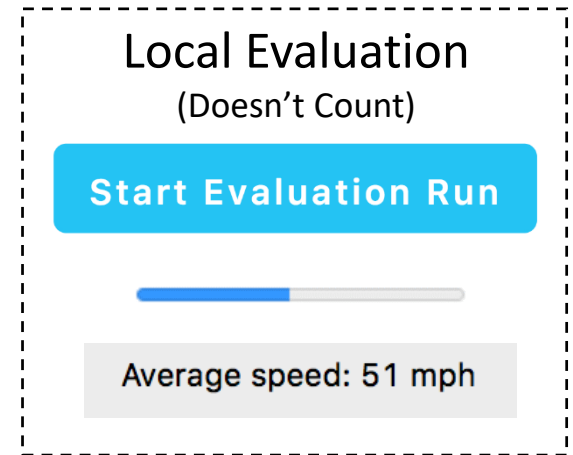 Local Evaluation
(Doesn’t Count)
Start Evaluation Run
Average speed: 51 mph